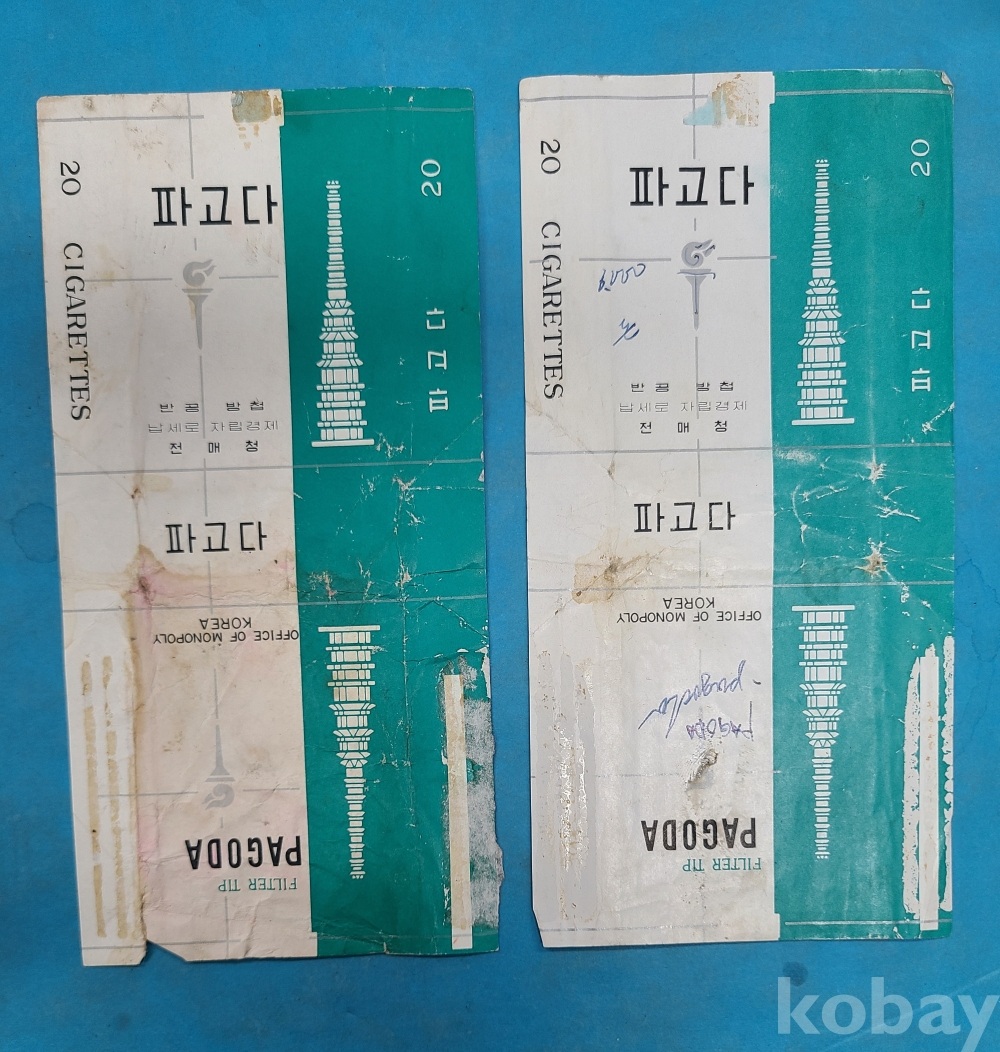 20 CIGARETTES
파고다
반공 방첩
납세로 자립경제
전매청
파고다
OFFICE OF MONOPOLY
KOREA
PAGODA
FILTER TIP
20
파고다
20 CIGARETTES
파고다
반공 방첩
납세로 자립경제
전매청
파고다
OFFICE OF MONOPOLY
KOREA
PAGODA
PAGODA
FILTER TIP
20
파고다
kobay